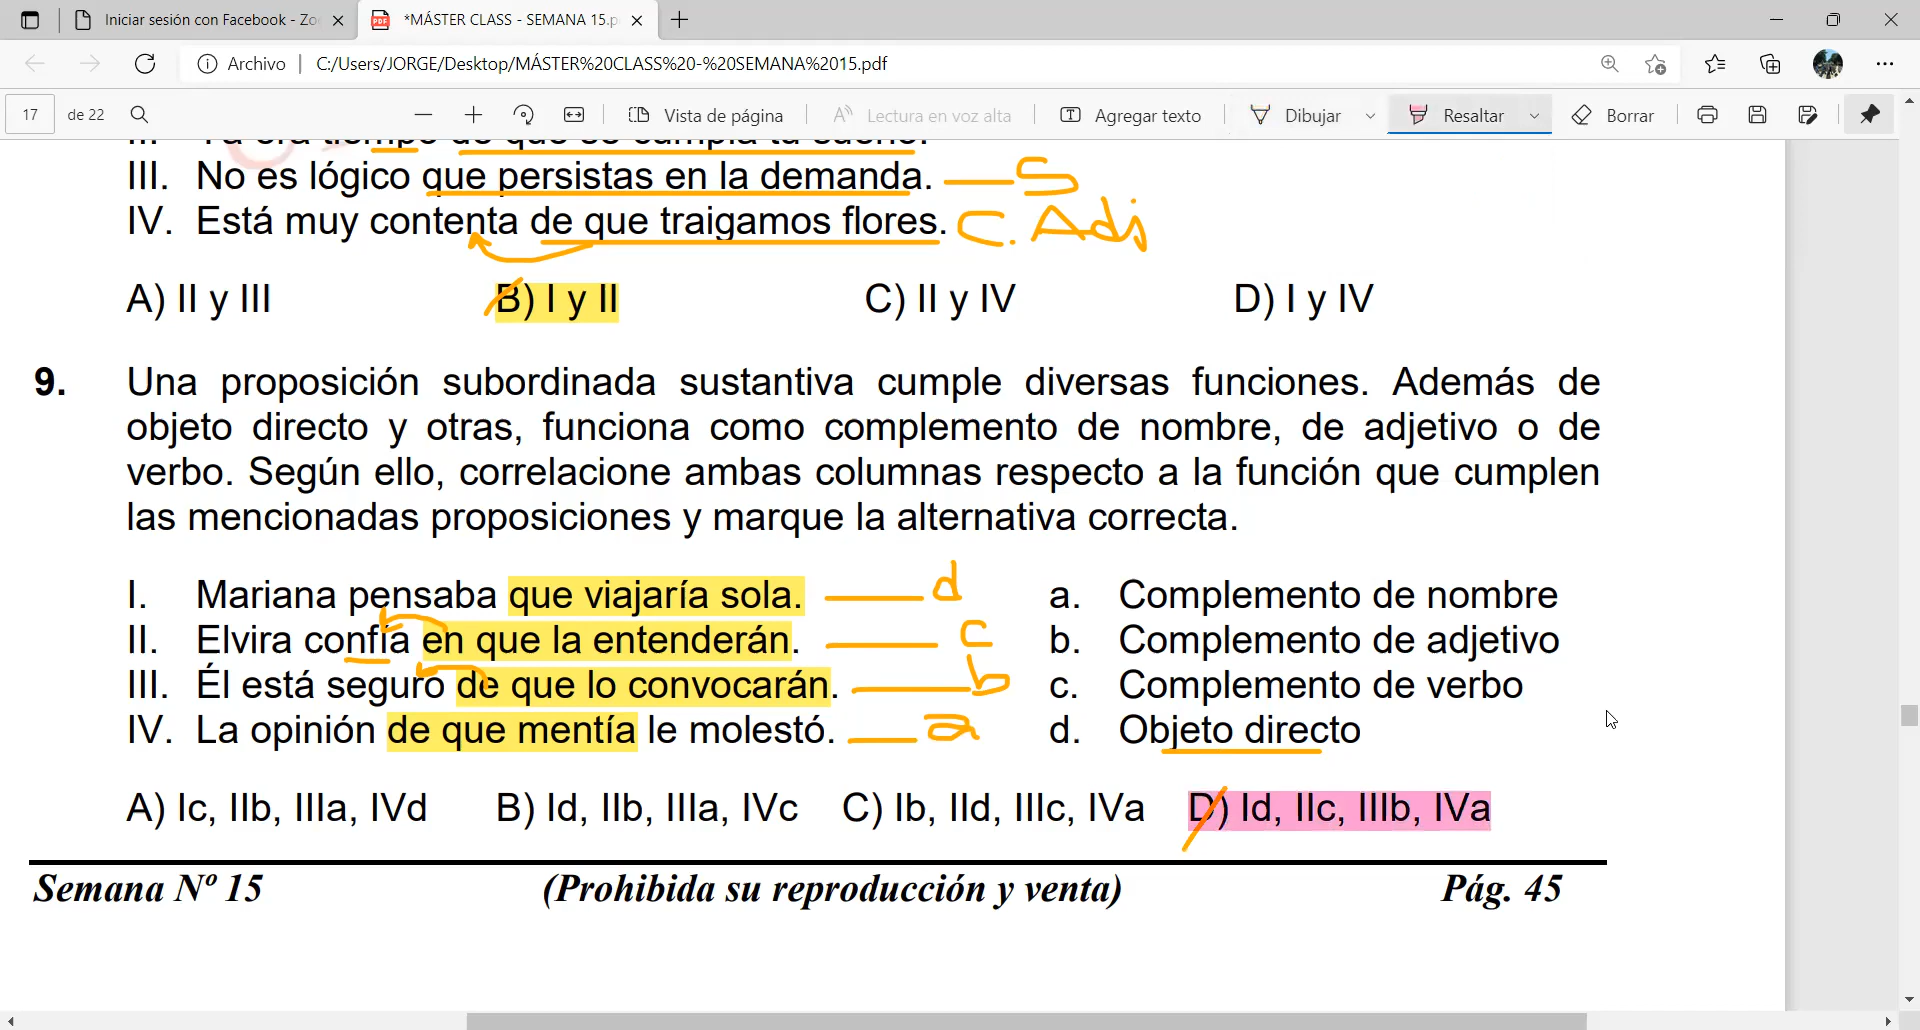 Iniciar sesión con Facebook - Zo
*MÁSTER CLASS - SEMANA 15.p
Archivo | C:/Users/JORGE/Desktop/MÁSTER%20CLASS%20-%20SEMANA%2015.pdf
17 de 22
Vista de página
Lectura en voz alta
Agregar texto
Dibujar
Resaltar
Borrar
III. No es lógico que persistas en la demanda. S
IV. Está muy contenta de que traigamos flores. C. Adj
A) II y III B) I y II C) II y IV D) I y IV
9. Una proposición subordinada sustantiva cumple diversas funciones. Además de
objeto directo y otras, funciona como complemento de nombre, de adjetivo o de
verbo. Según ello, correlacione ambas columnas respecto a la función que cumplen
las mencionadas proposiciones y marque la alternativa correcta.
I. Mariana pensaba que viajaría sola. d a. Complemento de nombre
II. Elvira confía en que la entenderán. c b. Complemento de adjetivo
III. Él está seguro de que lo convocarán. b c. Complemento de verbo
IV. La opinión de que mentía le molestó. a d. Objeto directo
A) Ic, IIb, IIIa, IVd B) Id, IIb, IIIa, IVc C) Ib, IId, IIIc, IVa D) Id, IIc, IIIb, IVa
Semana Nº 15 (Prohibida su reproducción y venta) Pág. 45